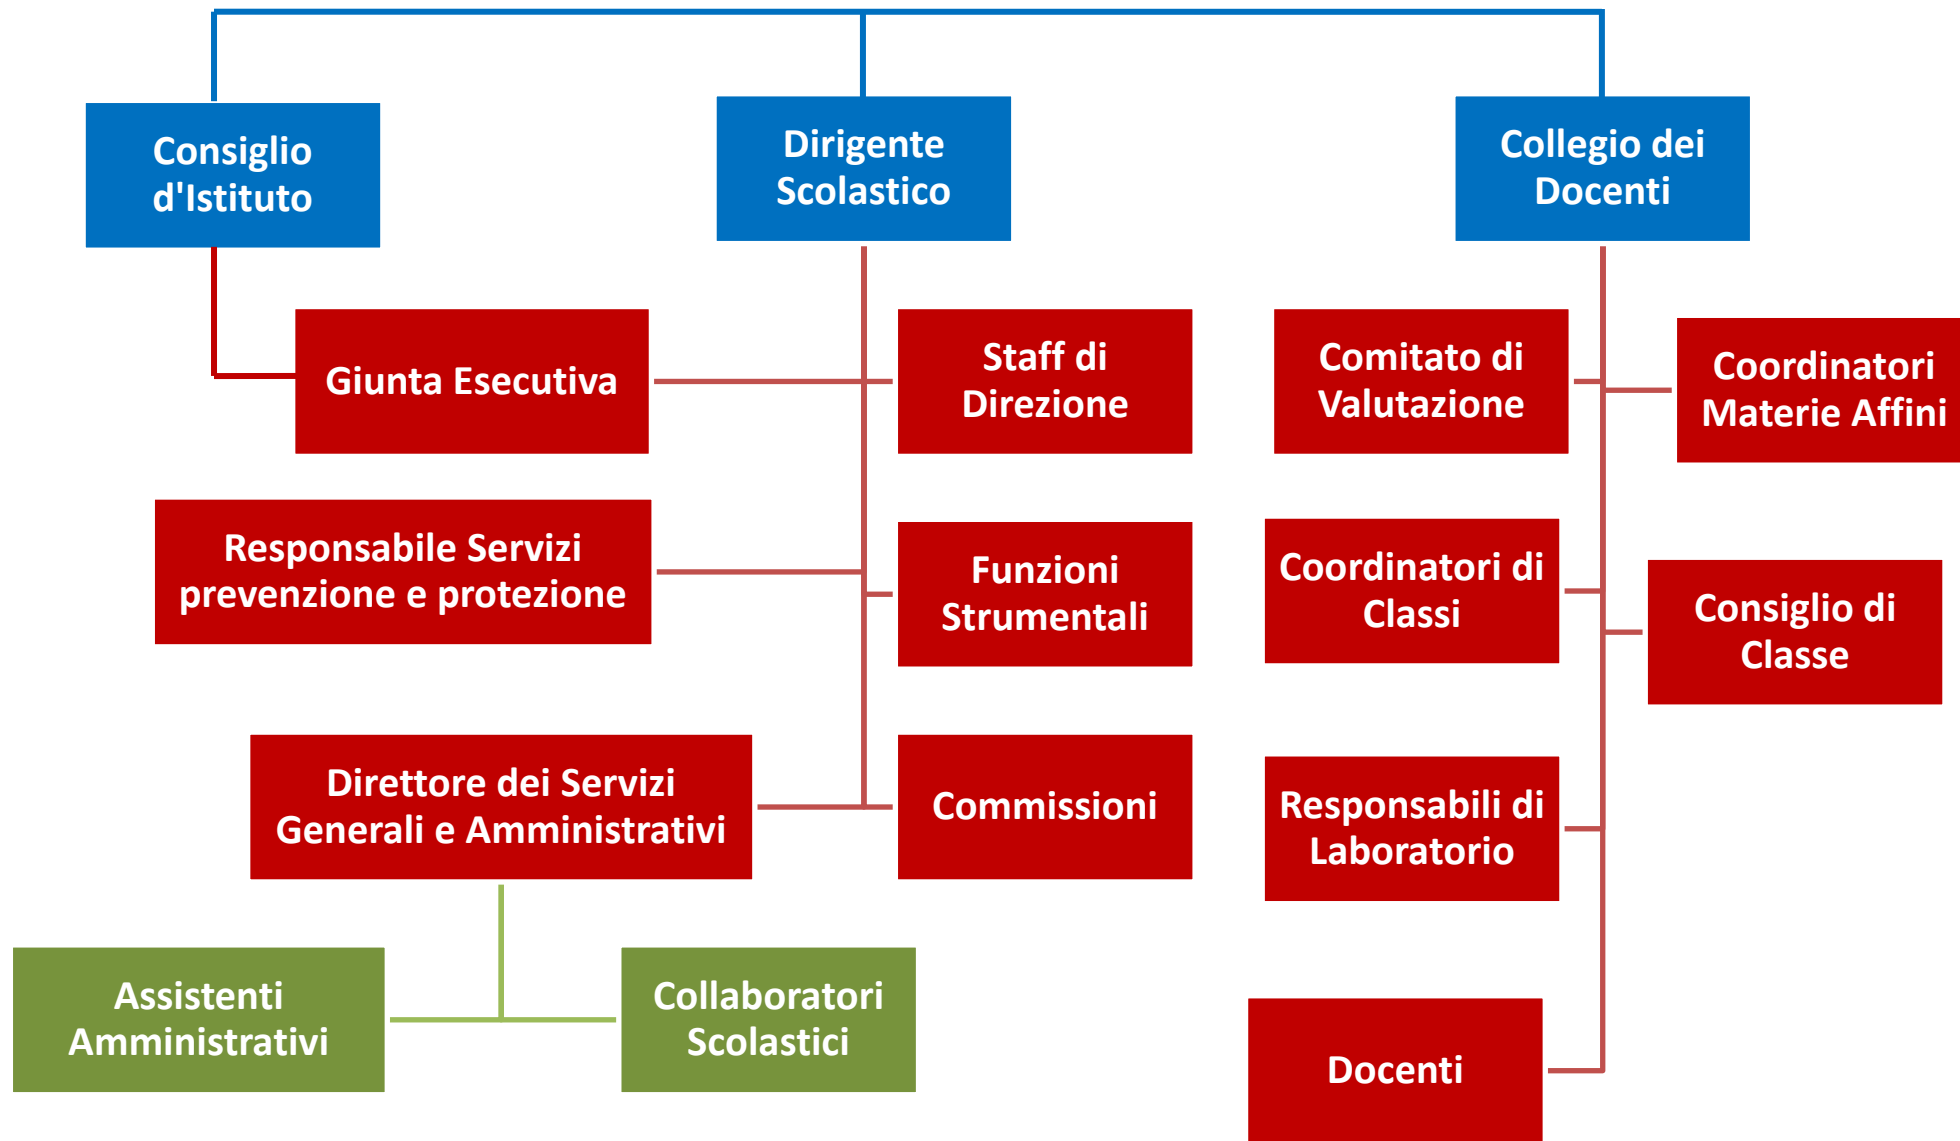 Consiglio
d'Istituto
Dirigente
Scolastico
Collegio dei
Docenti
Giunta Esecutiva
Staff di
Direzione
Comitato di
Valutazione
Coordinatori
Materie Affini
Responsabile Servizi
prevenzione e protezione
Funzioni
Strumentali
Coordinatori di
Classi
Consiglio di
Classe
Direttore dei Servizi
Generali e Amministrativi
Commissioni
Responsabili di
Laboratorio
Assistenti
Amministrativi
Collaboratori
Scolastici
Docenti